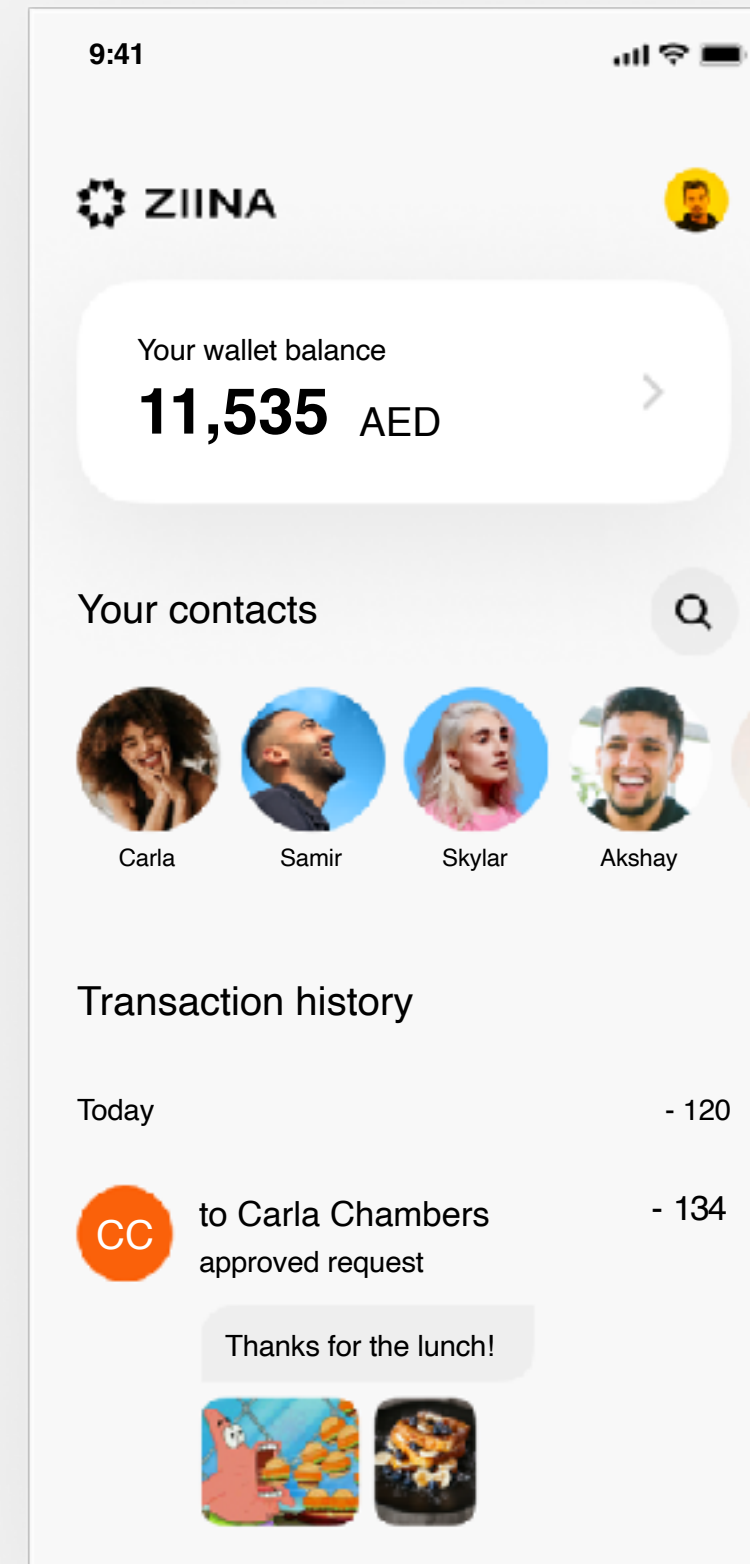 9:41
ZIINA
Your wallet balance
11,535 AED
Your contacts
Carla Samir Skylar Akshay
Transaction history
Today - 120
to Carla Chambers - 134
CC
approved request
Thanks for the lunch!